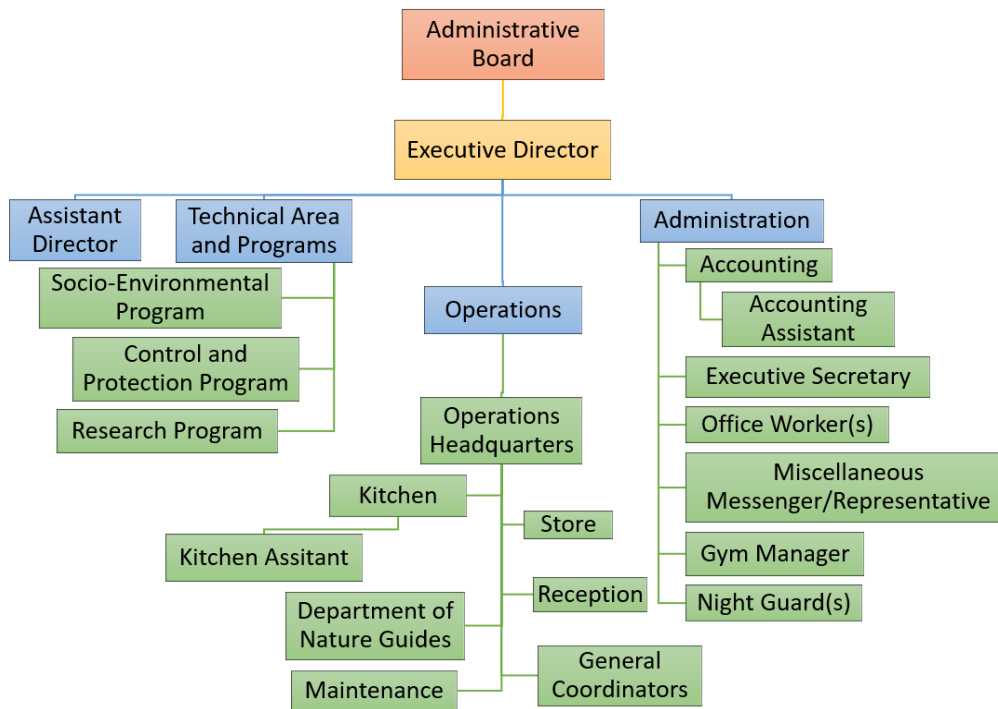 Administrative
Board
Executive Director
Assistant
Director
Technical Area
and Programs
Administration
Socio-Environmental
Program
Control and
Protection Program
Research Program
Operations
Operations
Headquarters
Kitchen
Kitchen Assitant
Store
Reception
Department of
Nature Guides
Maintenance
General
Coordinators
Accounting
Accounting
Assistant
Executive Secretary
Office Worker(s)
Miscellaneous
Messenger/Representative
Gym Manager
Night Guard(s)